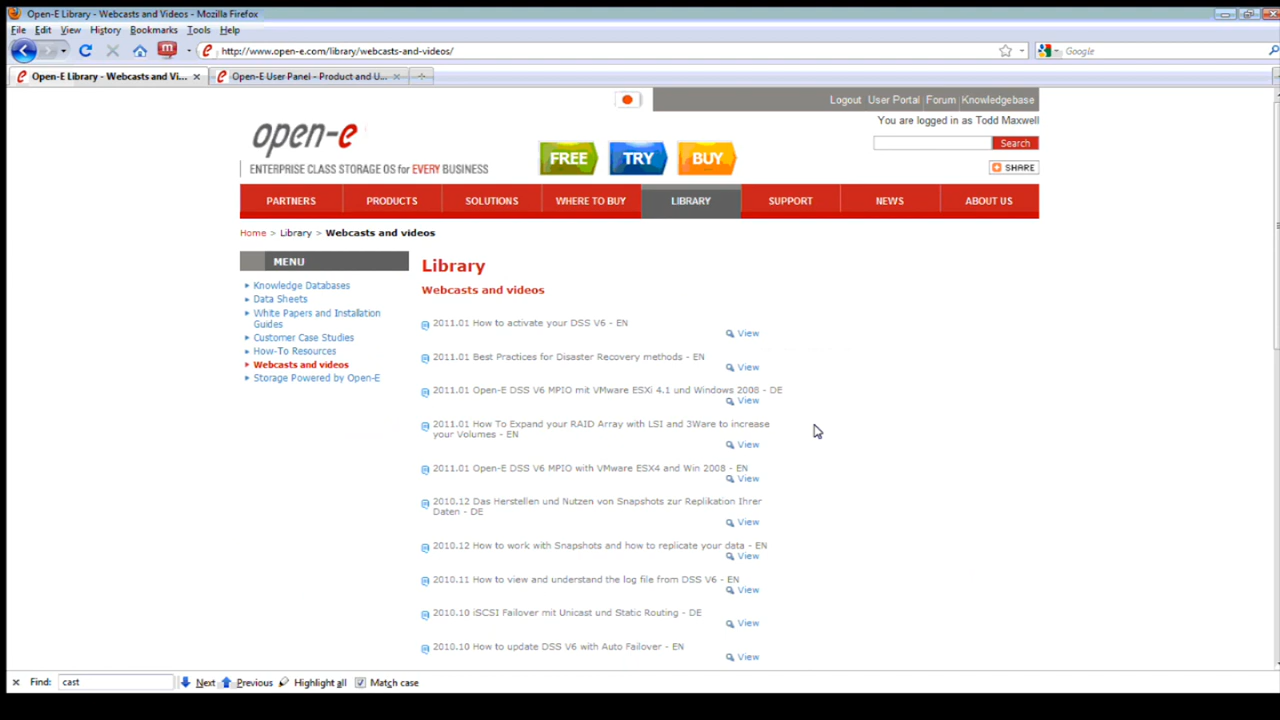 Open-E Library - Webcasts and Videos - Mozilla Firefox
File Edit View History Bookmarks Tools Help
http://www.open-e.com/library/webcasts-and-videos/
Google
Open-E Library - Webcasts and Vi...
Open-E User Panel - Product and U...
Logout User Portal Forum Knowledgebase
You are logged in as Todd Maxwell
open-e
ENTERPRISE CLASS STORAGE OS for EVERY BUSINESS
FREE TRY BUY
Search
SHARE
PARTNERS PRODUCTS SOLUTIONS WHERE TO BUY LIBRARY SUPPORT NEWS ABOUT US
Home > Library > Webcasts and videos
MENU
Knowledge Databases
Data Sheets
White Papers and Installation
Guides
Customer Case Studies
How-To Resources
Webcasts and videos
Storage Powered by Open-E
Library
Webcasts and videos
2011.01 How to activate your DSS V6 - EN
View
2011.01 Best Practices for Disaster Recovery methods - EN
View
2011.01 Open-E DSS V6 MPIO mit VMware ESXi 4.1 und Windows 2008 - DE
View
2011.01 How To Expand your RAID Array with LSI and 3Ware to increase
your Volumes - EN
View
2011.01 Open-E DSS V6 MPIO with VMware ESX4 and Win 2008 - EN
View
2010.12 Das Herstellen und Nutzen von Snapshots zur Replikation Ihrer
Daten - DE
View
2010.12 How to work with Snapshots and how to replicate your data - EN
View
2010.11 How to view and understand the log file from DSS V6 - EN
View
2010.10 iSCSI Failover mit Unicast und Static Routing - DE
View
2010.10 How to update DSS V6 with Auto Failover - EN
View
Find: cast Next Previous Highlight all Match case